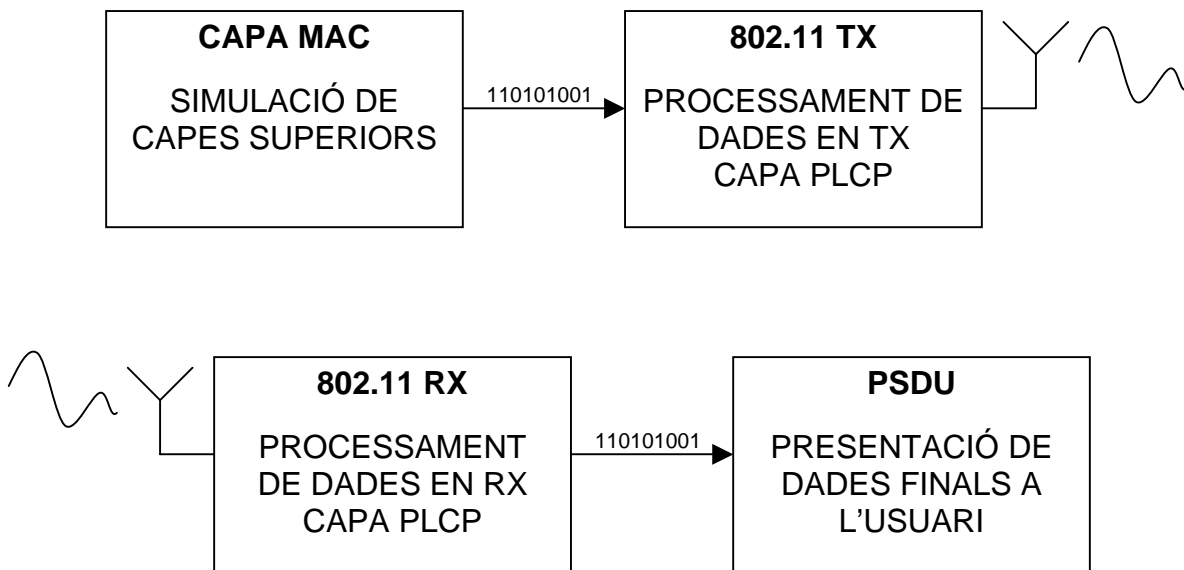 CAPA MAC
SIMULACIÓ DE
CAPES SUPERIORS
110101001
802.11 TX
PROCESSAMENT DE
DADES EN TX
CAPA PLCP
802.11 RX
PROCESSAMENT
DE DADES EN RX
CAPA PLCP
110101001
PSDU
PRESENTACIÓ DE
DADES FINALS A
L'USUARI